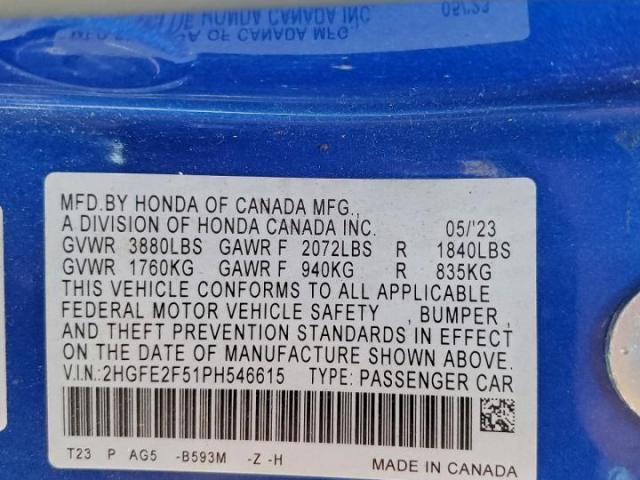 MFD.BY HONDA OF CANADA MFG.,
A DIVISION OF HONDA CANADA INC. 05/'23
GVWR 3880LBS GAWR F 2072LBS R 1840LBS
GVWR 1760KG GAWR F 940KG R 835KG
THIS VEHICLE CONFORMS TO ALL APPLICABLE
FEDERAL MOTOR VEHICLE SAFETY , BUMPER ,
AND THEFT PREVENTION STANDARDS IN EFFECT
ON THE DATE OF MANUFACTURE SHOWN ABOVE.
V.I.N.:2HGFE2F51PH546615 TYPE: PASSENGER CAR
T23 P AG5 -B593M -Z -H MADE IN CANADA